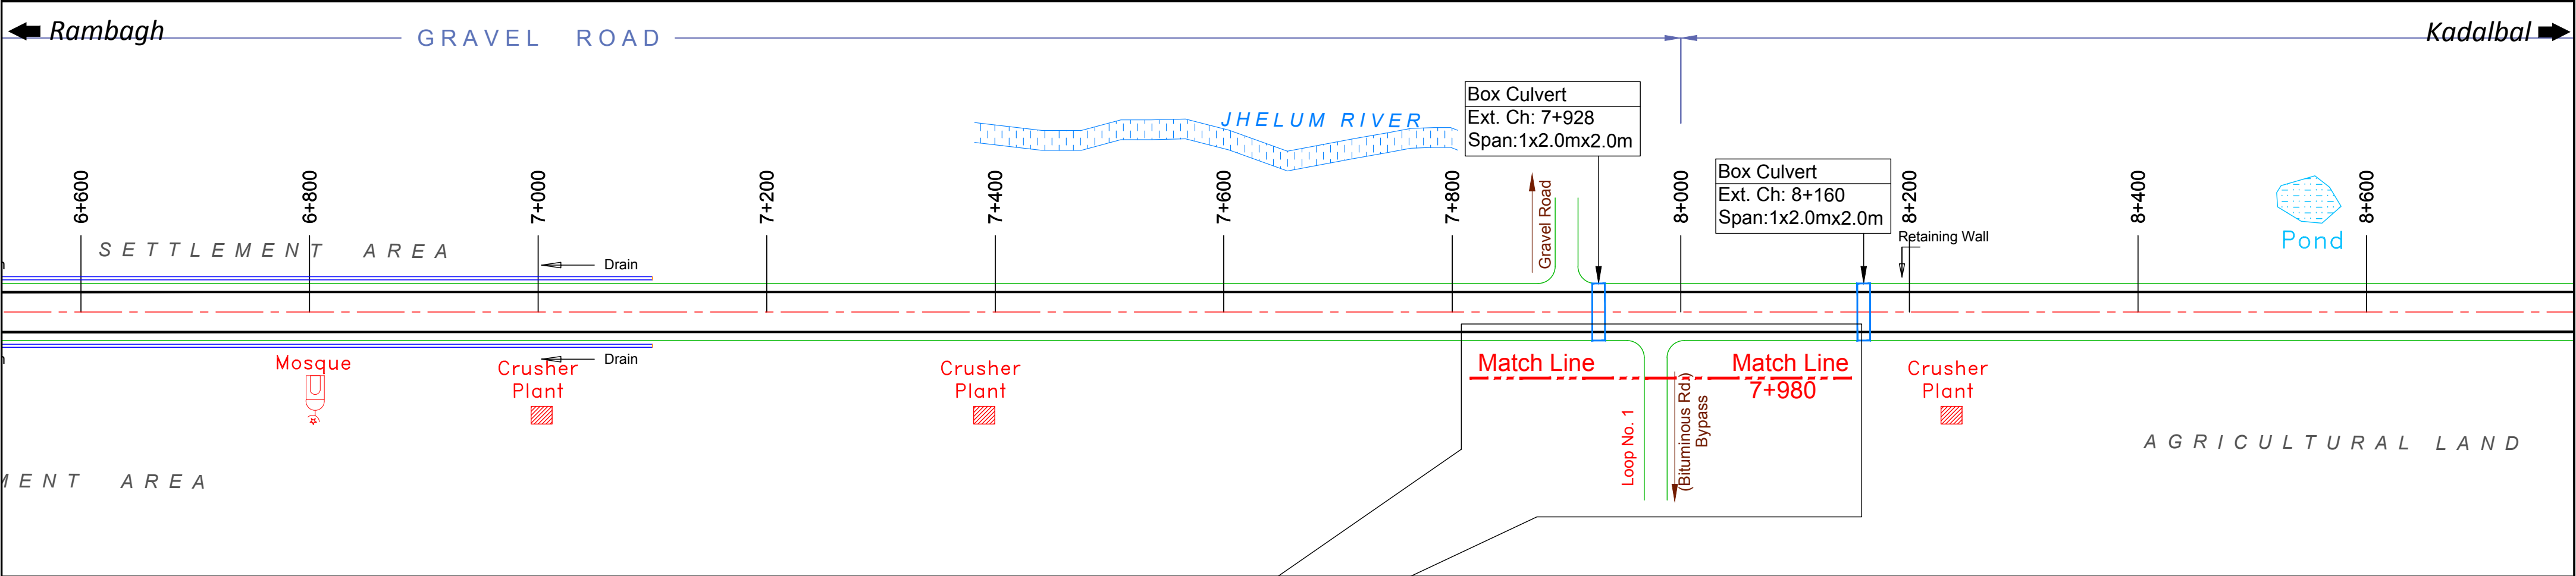 Rambagh
GRAVEL ROAD
Kadalbal
JHELUM RIVER
Box Culvert
Ext. Ch: 7+928
Span:1x2.0mx2.0m
Box Culvert
Ext. Ch: 8+160
Span:1x2.0mx2.0m
6+600
6+800
7+000
7+200
7+400
7+600
7+800
8+000
8+200
8+400
8+600
Gravel Road
Retaining Wall
Pond
SETTLEMENT AREA
Drain
Drain
Mosque
Crusher
Plant
Crusher
Plant
Match Line
Match Line
7+980
Crusher
Plant
Loop No. 1
(Bituminous Rd.)
Bypass
AGRICULTURAL LAND
MENT AREA